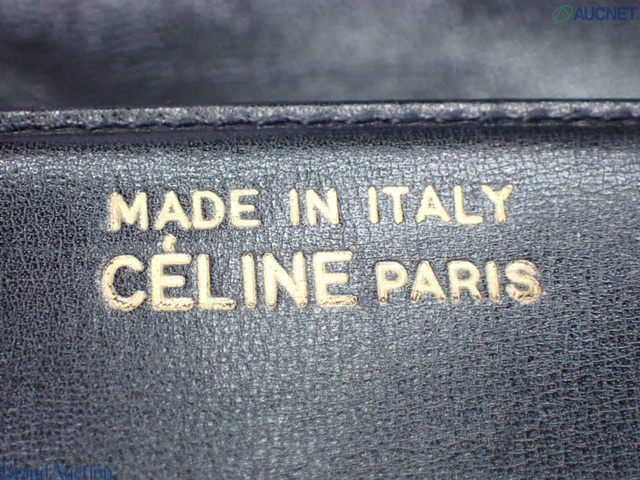 AUCNET
MADE IN ITALY
CÉLINE PARIS
Brand Auction